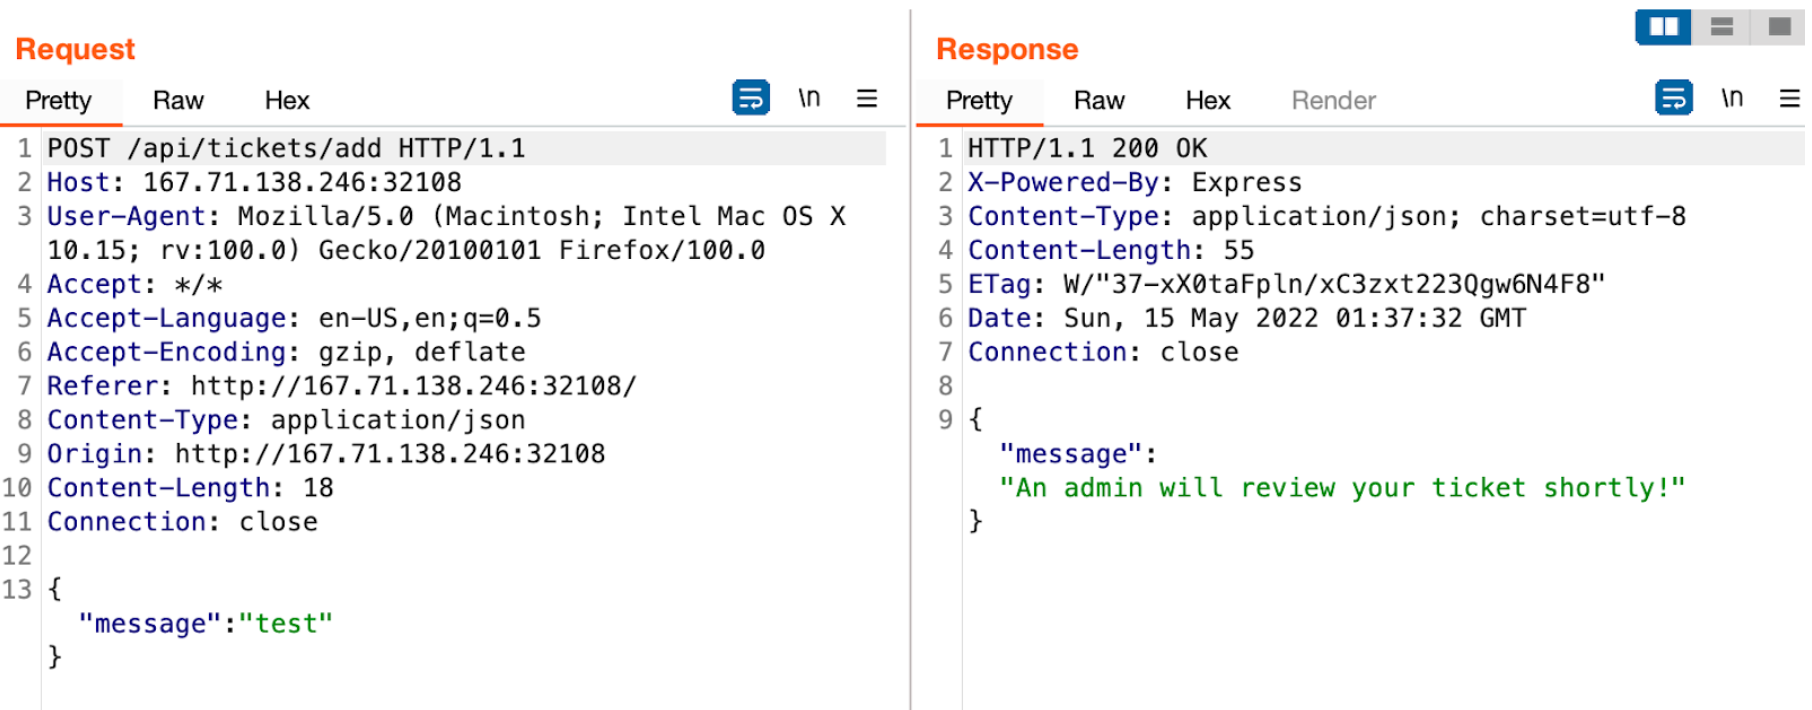 Request
Pretty Raw Hex \n
1 POST /api/tickets/add HTTP/1.1
2 Host: 167.71.138.246:32108
3 User-Agent: Mozilla/5.0 (Macintosh; Intel Mac OS X
10.15; rv:100.0) Gecko/20100101 Firefox/100.0
4 Accept: */*
5 Accept-Language: en-US,en;q=0.5
6 Accept-Encoding: gzip, deflate
7 Referer: http://167.71.138.246:32108/
8 Content-Type: application/json
9 Origin: http://167.71.138.246:32108
10 Content-Length: 18
11 Connection: close
12
13 {
"message":"test"
}
Response
Pretty Raw Hex Render \n
1 HTTP/1.1 200 OK
2 X-Powered-By: Express
3 Content-Type: application/json; charset=utf-8
4 Content-Length: 55
5 ETag: W/"37-xX0taFpln/xC3zxt223Qgw6N4F8"
6 Date: Sun, 15 May 2022 01:37:32 GMT
7 Connection: close
8
9 {
"message":
"An admin will review your ticket shortly!"
}